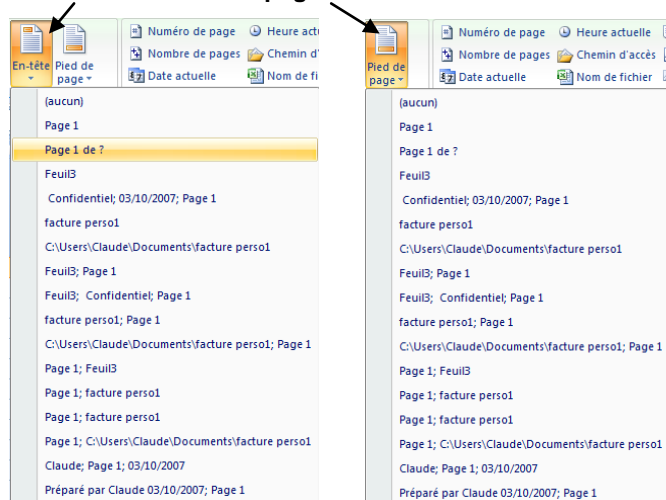 Numéro de page Heure actu
Nombre de pages Chemin d'
En-tête Pied de page Date actuelle Nom de fi
(aucun)
Page 1
Page 1 de ?
Feuil3
Confidentiel; 03/10/2007; Page 1
facture perso1
C:\Users\Claude\Documents\facture perso1
Feuil3; Page 1
Feuil3; Confidentiel; Page 1
facture perso1; Page 1
C:\Users\Claude\Documents\facture perso1; Page 1
Page 1; Feuil3
Page 1; facture perso1
Page 1; facture perso1
Page 1; C:\Users\Claude\Documents\facture perso1
Claude; Page 1; 03/10/2007
Préparé par Claude 03/10/2007; Page 1
Numéro de page Heure actuelle
Nombre de pages Chemin d'accès
Pied de page Date actuelle Nom de fichier
(aucun)
Page 1
Page 1 de ?
Feuil3
Confidentiel; 03/10/2007; Page 1
facture perso1
C:\Users\Claude\Documents\facture perso1
Feuil3; Page 1
Feuil3; Confidentiel; Page 1
facture perso1; Page 1
C:\Users\Claude\Documents\facture perso1; Page 1
Page 1; Feuil3
Page 1; facture perso1
Page 1; facture perso1
Page 1; C:\Users\Claude\Documents\facture perso1
Claude; Page 1; 03/10/2007
Préparé par Claude 03/10/2007; Page 1